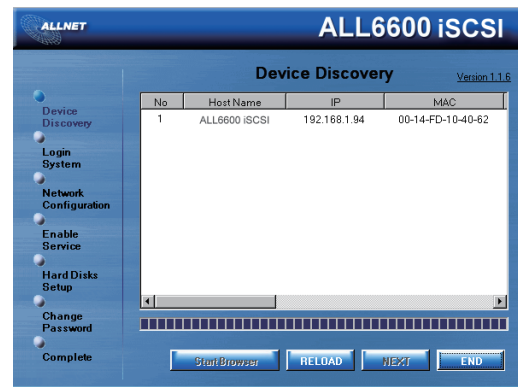 ALLNET
ALL6600 iSCSI
Device Discovery
Version 1.1.6
Device
Discovery
Login
System
Network
Configuration
Enable
Service
Hard Disks
Setup
Change
Password
Complete
No Host Name IP MAC
1 ALL6600 iSCSI 192.168.1.94 00-14-FD-10-40-62
Start Browser RELOAD NEXT END